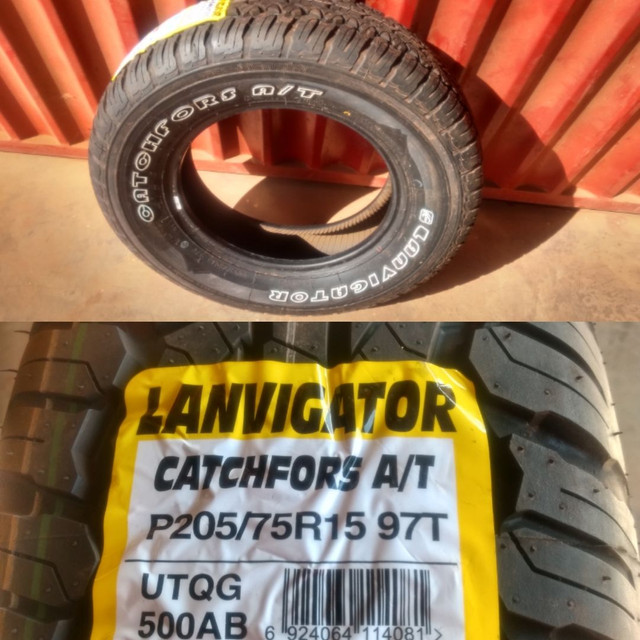 CATCHFORS A/T
LANVIGATOR
LANVIGATOR
CATCHFORS A/T
P205/75R15 97T
UTQG
500AB
6 924064 114081 >